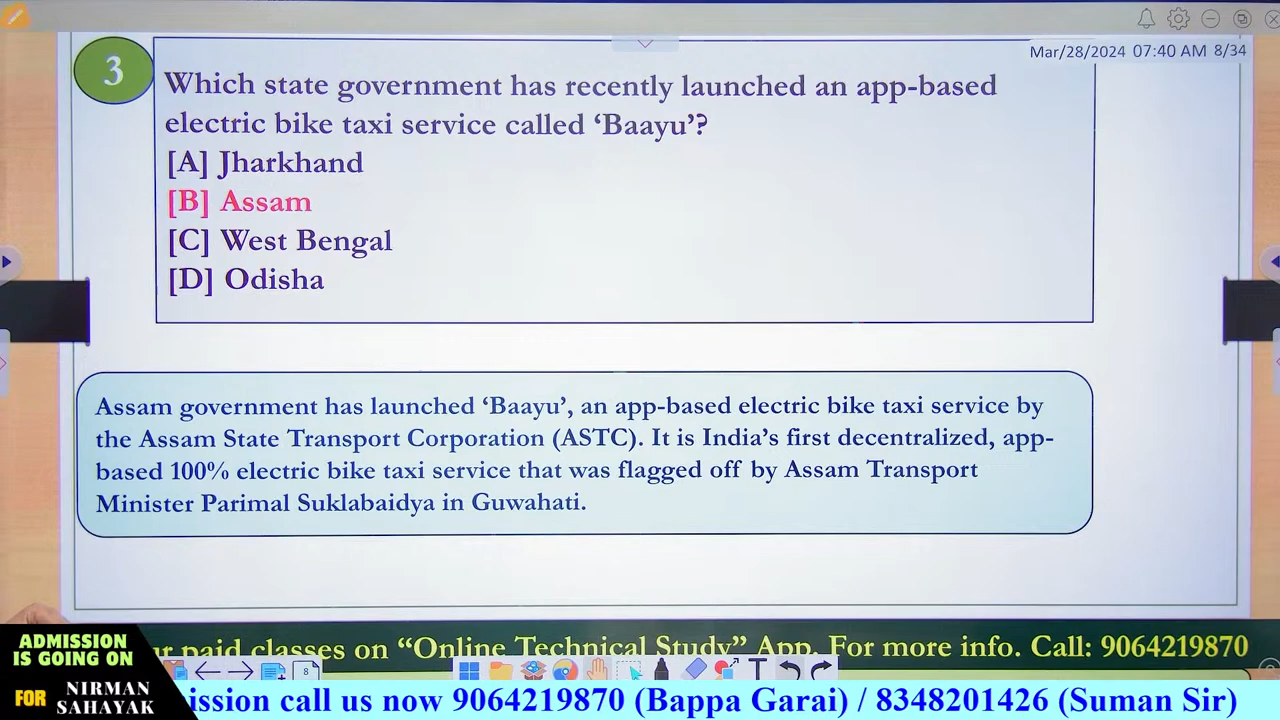 Mar/28/2024 07:40 AM 8/34
3
Which state government has recently launched an app-based
electric bike taxi service called ‘Baayu’?
[A] Jharkhand
[B] Assam
[C] West Bengal
[D] Odisha
Assam government has launched ‘Baayu’, an app-based electric bike taxi service by
the Assam State Transport Corporation (ASTC). It is India’s first decentralized, app-
based 100% electric bike taxi service that was flagged off by Assam Transport
Minister Parimal Suklabaidya in Guwahati.
paid classes on “Online Technical Study” App. For more info. Call: 9064219870
8
T
ADMISSION
IS GOING ON
FOR NIRMAN
SAHAYAK
call us now 9064219870 (Bappa Garai) / 8348201426 (Suman Sir)